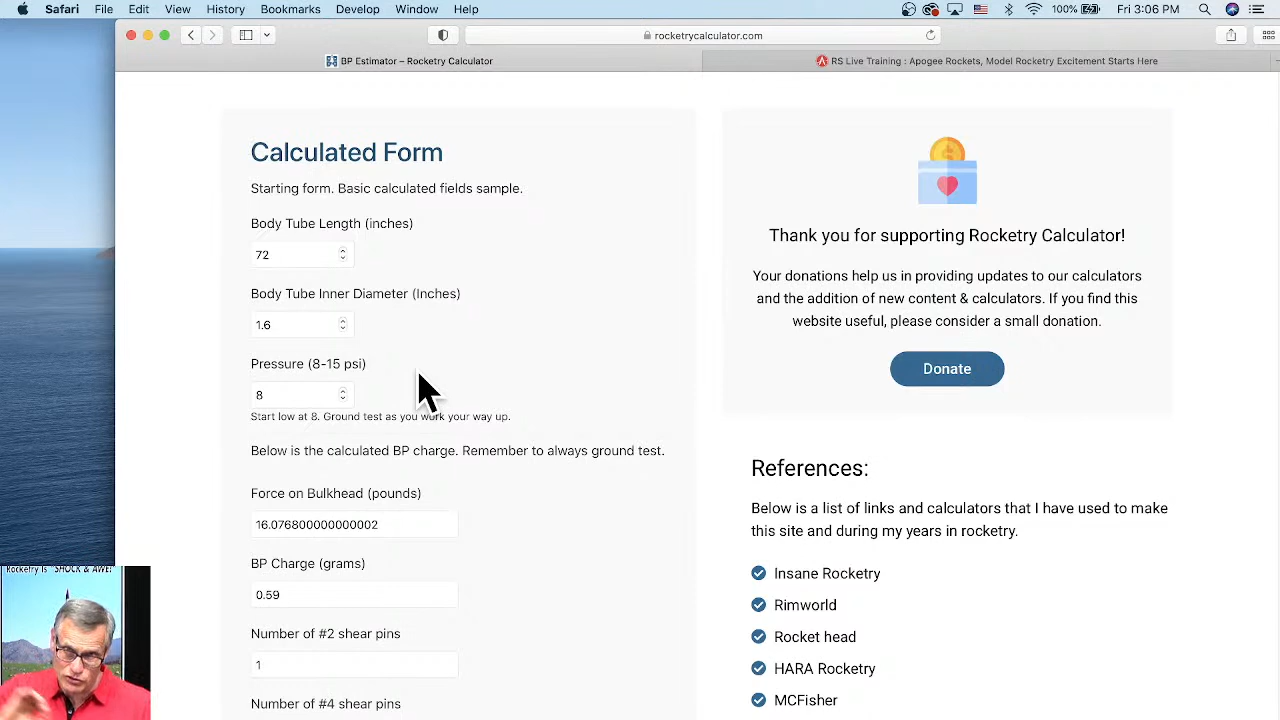 Safari File Edit View History Bookmarks Develop Window Help 100% Fri 3:06 PM
rocketrycalculator.com
BP Estimator – Rocketry Calculator
RS Live Training : Apogee Rockets, Model Rocketry Excitement Starts Here
Calculated Form
Starting form. Basic calculated fields sample.
Body Tube Length (inches)
72
Body Tube Inner Diameter (Inches)
1.6
Pressure (8-15 psi)
8
Start low at 8. Ground test as you work your way up.
Below is the calculated BP charge. Remember to always ground test.
Force on Bulkhead (pounds)
16.076800000000002
BP Charge (grams)
0.59
Number of #2 shear pins
1
Number of #4 shear pins
Thank you for supporting Rocketry Calculator!
Your donations help us in providing updates to our calculators
and the addition of new content & calculators. If you find this
website useful, please consider a small donation.
Donate
References:
Below is a list of links and calculators that I have used to make
this site and during my years in rocketry.
Insane Rocketry
Rimworld
Rocket head
HARA Rocketry
MCFisher
Rocketry is "SHOCK & AWE"